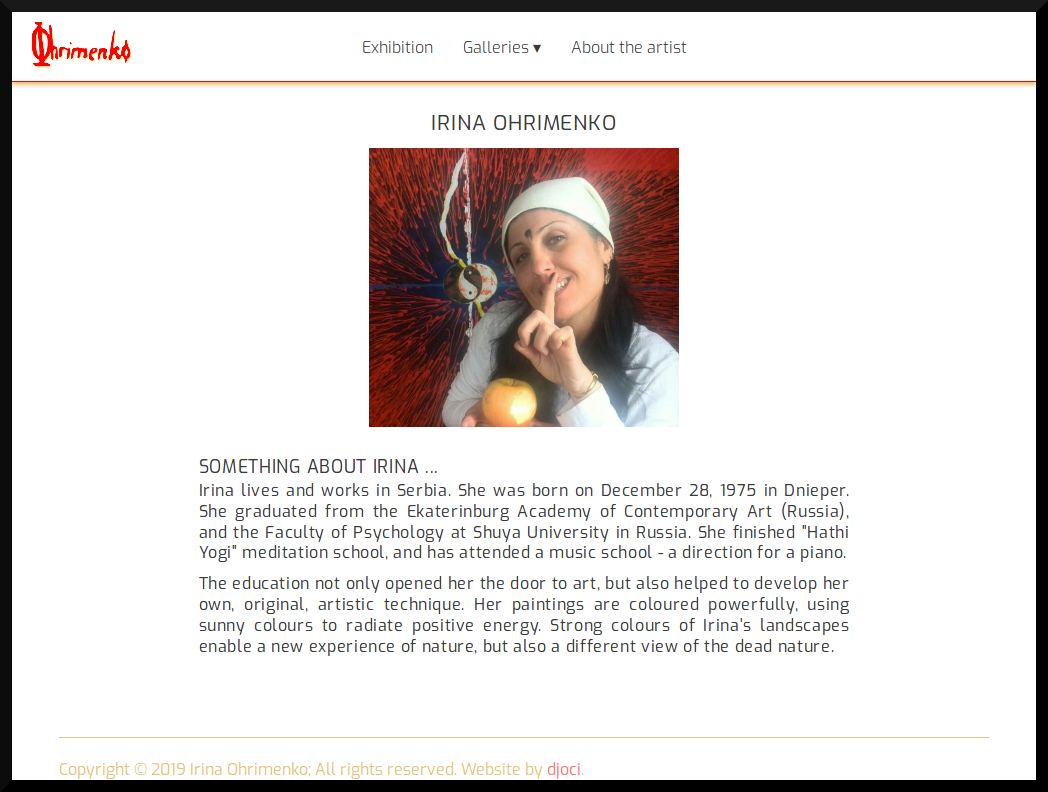 Ohrimenko
Exhibition Galleries ▾ About the artist
IRINA OHRIMENKO
SOMETHING ABOUT IRINA ...
Irina lives and works in Serbia. She was born on December 28, 1975 in Dnieper.
She graduated from the Ekaterinburg Academy of Contemporary Art (Russia),
and the Faculty of Psychology at Shuya University in Russia. She finished "Hathi
Yogi" meditation school, and has attended a music school - a direction for a piano.
The education not only opened her the door to art, but also helped to develop her
own, original, artistic technique. Her paintings are coloured powerfully, using
sunny colours to radiate positive energy. Strong colours of Irina's landscapes
enable a new experience of nature, but also a different view of the dead nature.
Copyright © 2019 Irina Ohrimenko; All rights reserved. Website by djoci.